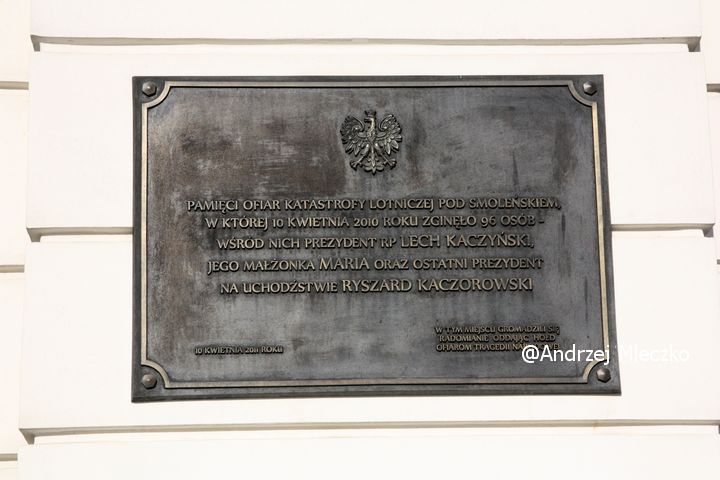 PAMIĘCI OFIAR KATASTROFY LOTNICZEJ POD SMOLEŃSKIEM,
W KTÓREJ 10 KWIETNIA 2010 ROKU ZGINĘŁO 96 OSÓB –
WŚRÓD NICH PREZYDENT RP LECH KACZYŃSKI,
JEGO MAŁŻONKA MARIA ORAZ OSTATNI PREZYDENT
NA UCHODŹSTWIE RYSZARD KACZOROWSKI
10 KWIETNIA 2011 ROKU
W TYM MIEJSCU GROMADZILI SIĘ
RADOMIANIE ODDAJĄC HOŁD
OFIAROM TRAGEDII
@Andrzej Mleczko